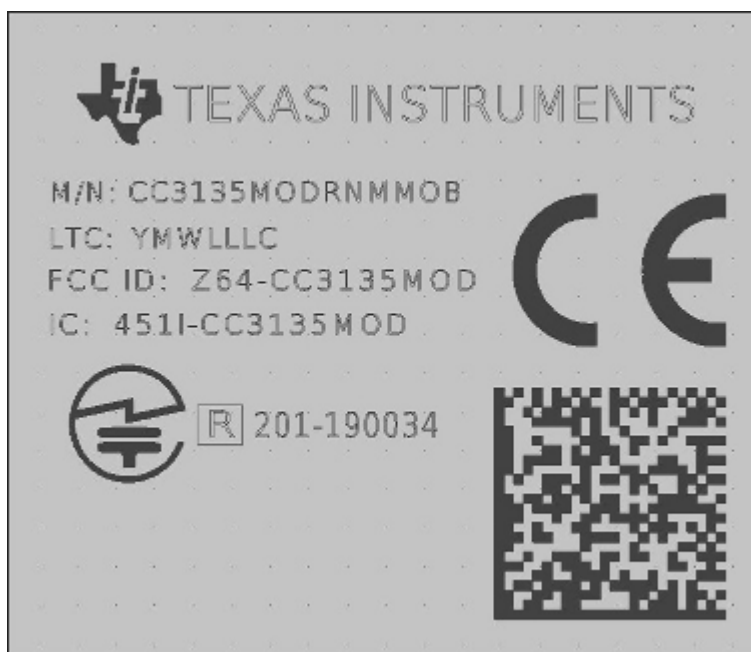 TEXAS INSTRUMENTS
M/N: CC3135MODRNMMOB
LTC: YMWLLLC
FCC ID: Z64-CC3135MOD
IC: 451I-CC3135MOD
CE
R 201-190034